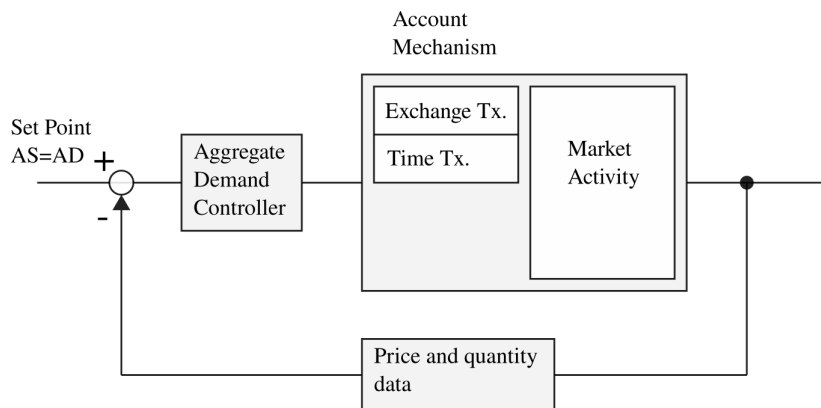 Account
Mechanism
Set Point
AS=AD
+
-
Aggregate
Demand
Controller
Exchange Tx.
Time Tx.
Market
Activity
Price and quantity
data